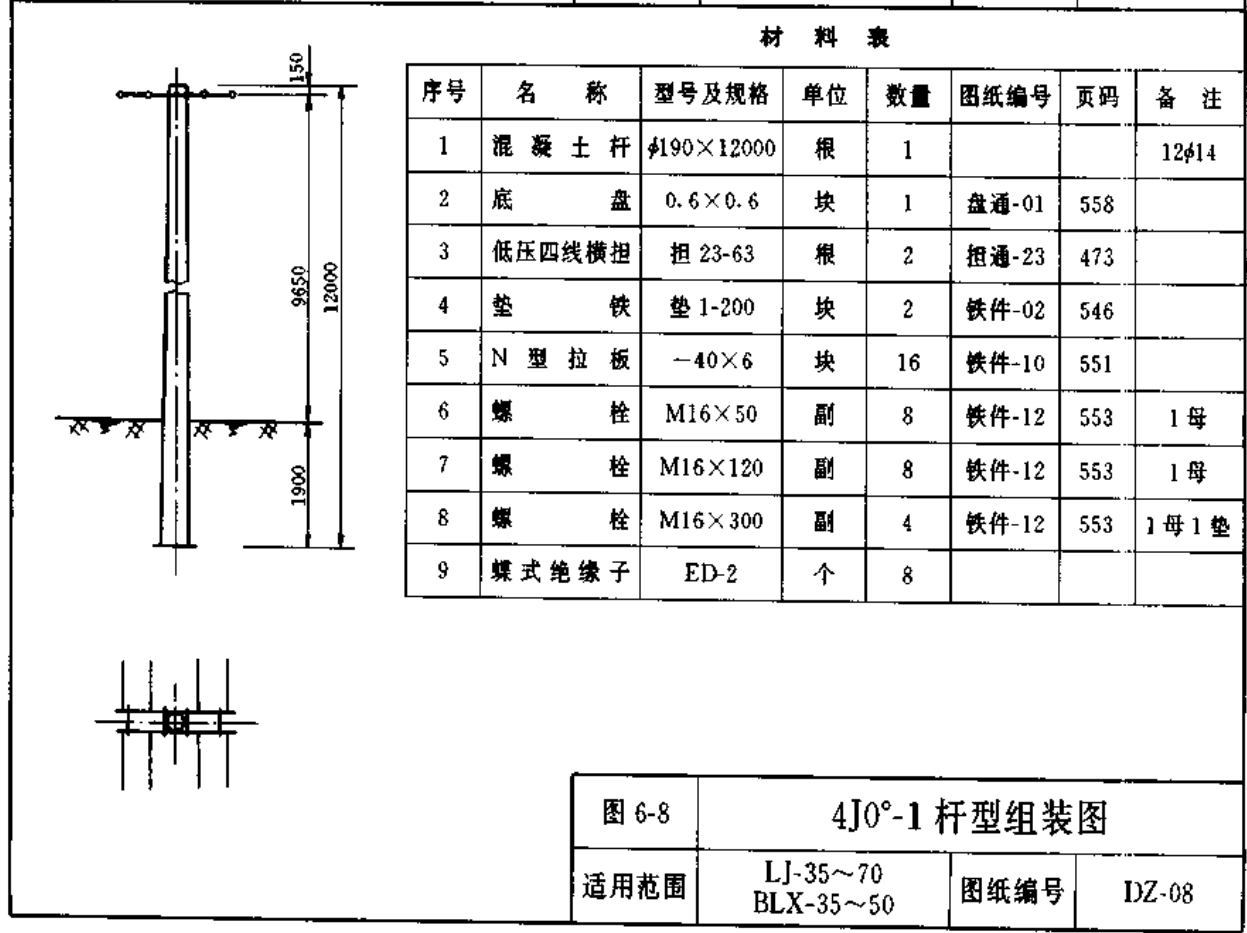 材料表
序号 名称 型号及规格 单位 数量 图纸编号 页码 备注
1 混凝土杆 ϕ190×12000 根 1 12ϕ14
2 底盘 0.6×0.6 块 1 盘通-01 558
3 低压四线横担 担 23-63 根 2 担通-23 473
4 垫铁 垫 1-200 块 2 铁件-02 546
5 N型拉板 —40×6 块 16 铁件-10 551
6 螺栓 M16×50 副 8 铁件-12 553 1母
7 螺栓 M16×120 副 8 铁件-12 553 1母
8 螺栓 M16×300 副 4 铁件-12 553 1母1垫
9 蝶式绝缘子 ED-2 个 8
150
9650
12000
1900
图 6-8 4J0°-1 杆型组装图
适用范围 LJ-35～70
BLX-35～50
图纸编号 DZ-08